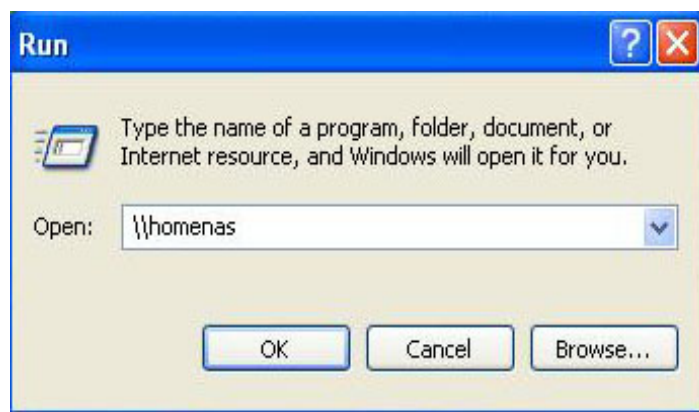 Run
Type the name of a program, folder, document, or
Internet resource, and Windows will open it for you.
Open: \\homenas
OK Cancel Browse...